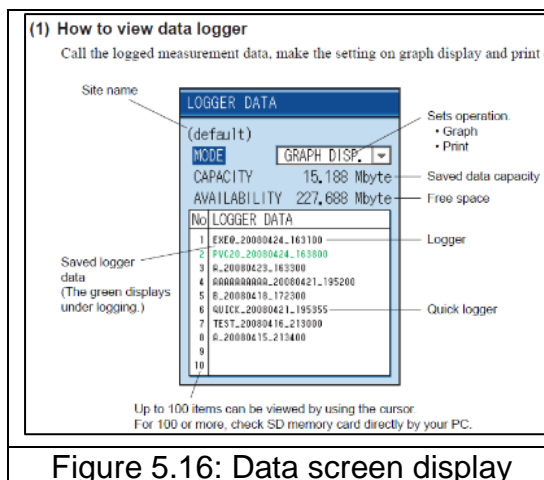 (1) How to view data logger
Call the logged measurement data, make the setting on graph display and print
Site name
LOGGER DATA
(default)
MODE GRAPH DISP.
CAPACITY 15.188 Mbyte
AVAILABILITY 227.688 Mbyte
No LOGGER DATA
1 EXE@_20080424_163100
2 PVC20_20080424_163800
3 A_20080423_163300
4 AAAAAAAAAA_20080421_195200
5 B_20080418_172300
6 QUICK_20080421_195355
7 TEST_20080416_213000
8 A_20080415_213400
9
10
Sets operation.
• Graph
• Print
Saved data capacity
Free space
Logger
Quick logger
Saved logger
data
(The green displays
under logging.)
Up to 100 items can be viewed by using the cursor.
For 100 or more, check SD memory card directly by your PC.
Figure 5.16: Data screen display